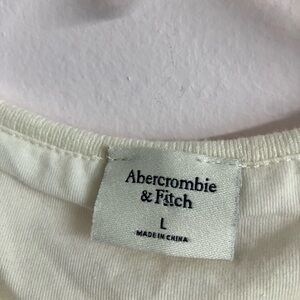 Abercrombie
& Fitch
L
MADE IN CHINA